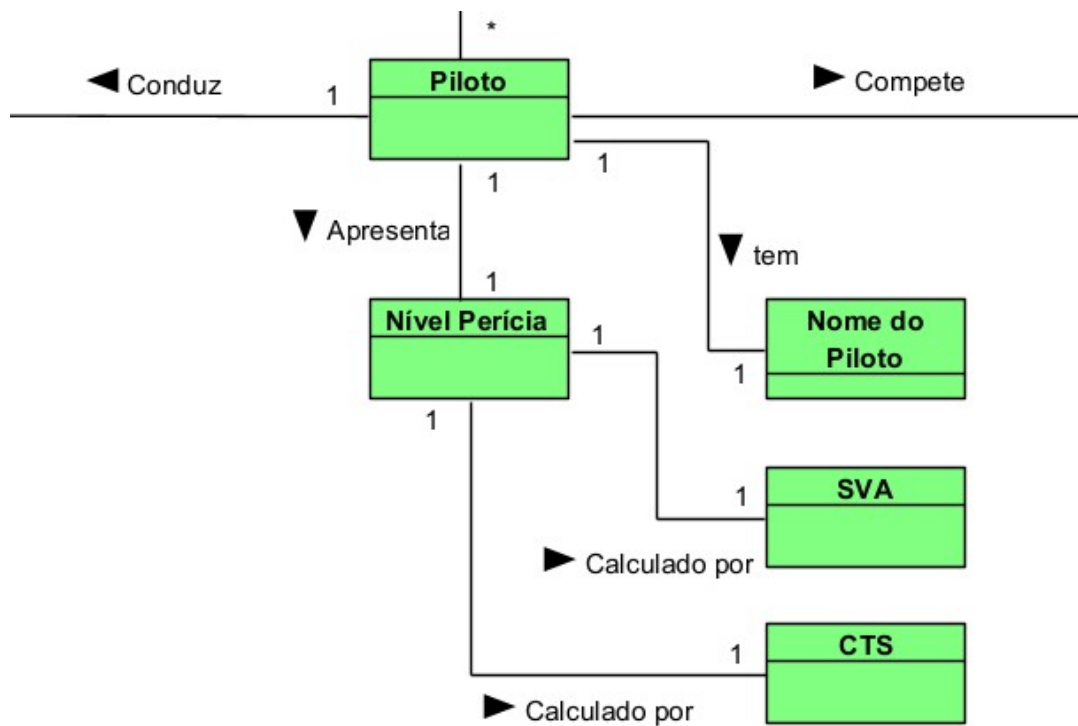 *
Piloto
◄ Conduz
► Compete
1
1
1
▼ Apresenta
▼ tem
1
Nível Perícia
Nome do
Piloto
1
1
1
1
SVA
► Calculado por
1
CTS
► Calculado por